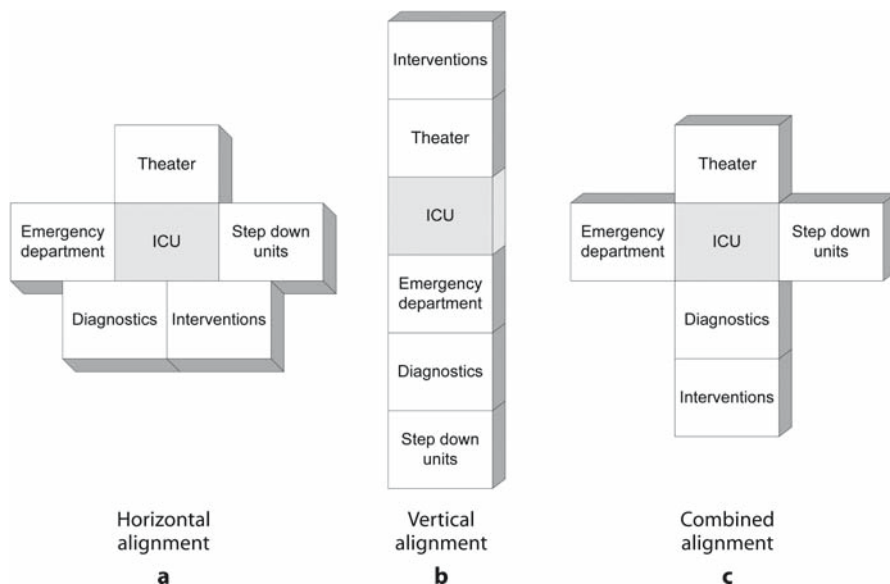 Theater
Emergency
department
ICU
Step down
units
Diagnostics
Interventions
Horizontal
alignment
a
Interventions
Theater
ICU
Emergency
department
Diagnostics
Step down
units
Vertical
alignment
b
Theater
Emergency
department
ICU
Step down
units
Diagnostics
Interventions
Combined
alignment
c